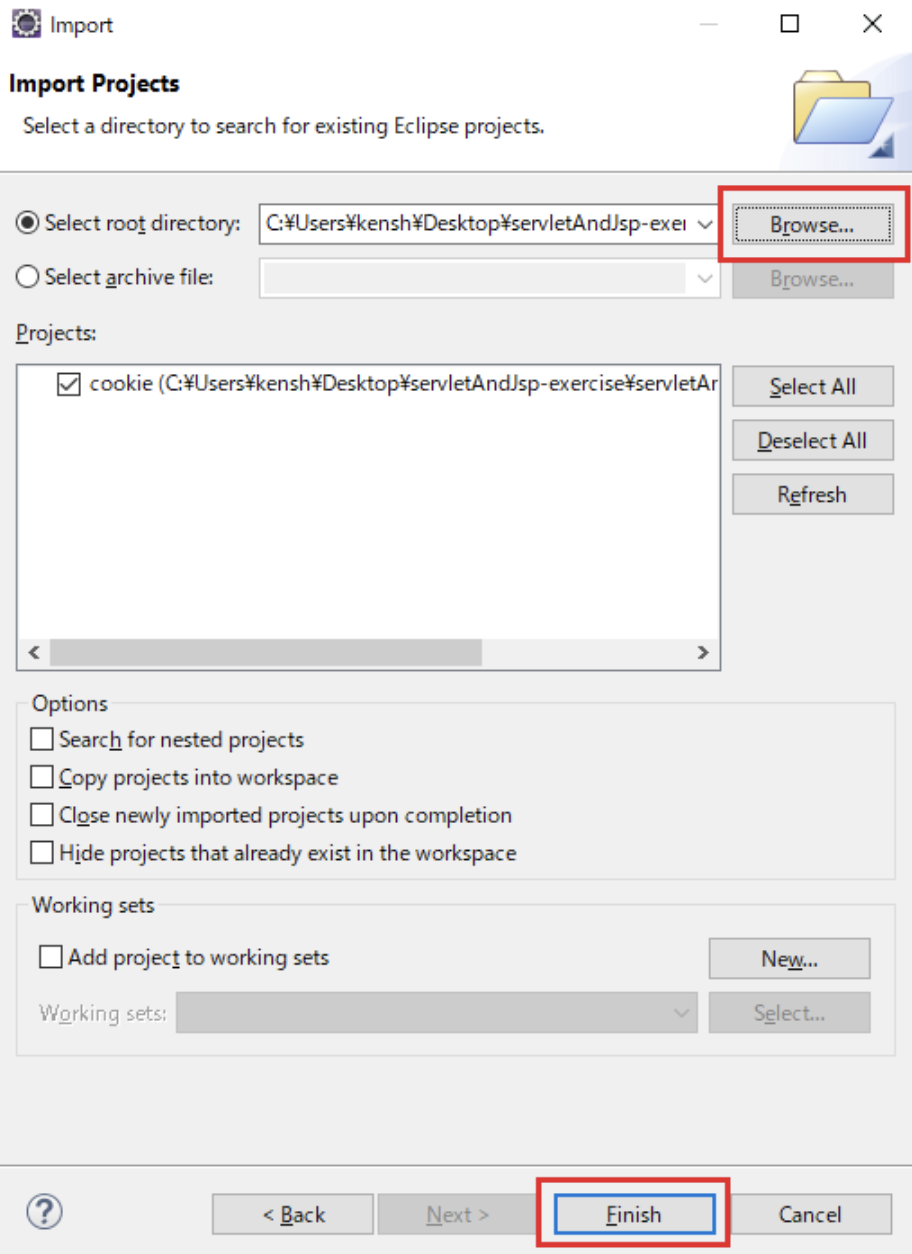 Import
Import Projects
Select a directory to search for existing Eclipse projects.
Select root directory: C:¥Users¥kensh¥Desktop¥servletAndJsp-exer Browse...
Select archive file: Browse...
Projects:
cookie (C:¥Users¥kensh¥Desktop¥servletAndJsp-exercise¥servletAr
Select All
Deselect All
Refresh
Options
Search for nested projects
Copy projects into workspace
Close newly imported projects upon completion
Hide projects that already exist in the workspace
Working sets
Add project to working sets New...
Working sets: Select...
? < Back Next > Finish Cancel